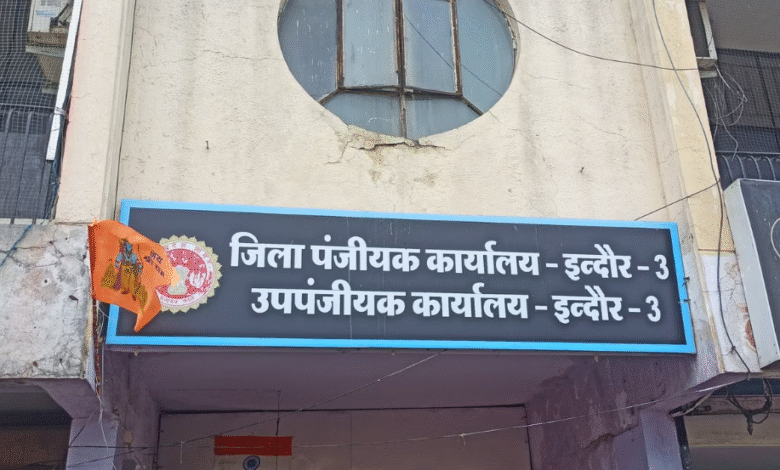 जिला पंजीयक कार्यालय - इन्दौर - 3
उपपंजीयक कार्यालय - इन्दौर - 3